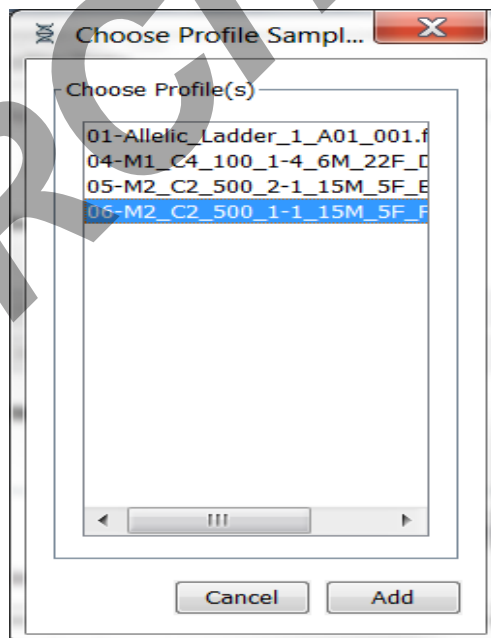 Choose Profile Sampl...
Choose Profile(s)
01-Allelic_Ladder_1_A01_001.f
04-M1_C4_100_1-4_6M_22F_D
05-M2_C2_500_2-1_15M_5F_E
06-M2_C2_500_1-1_15M_5F_F
Cancel
Add